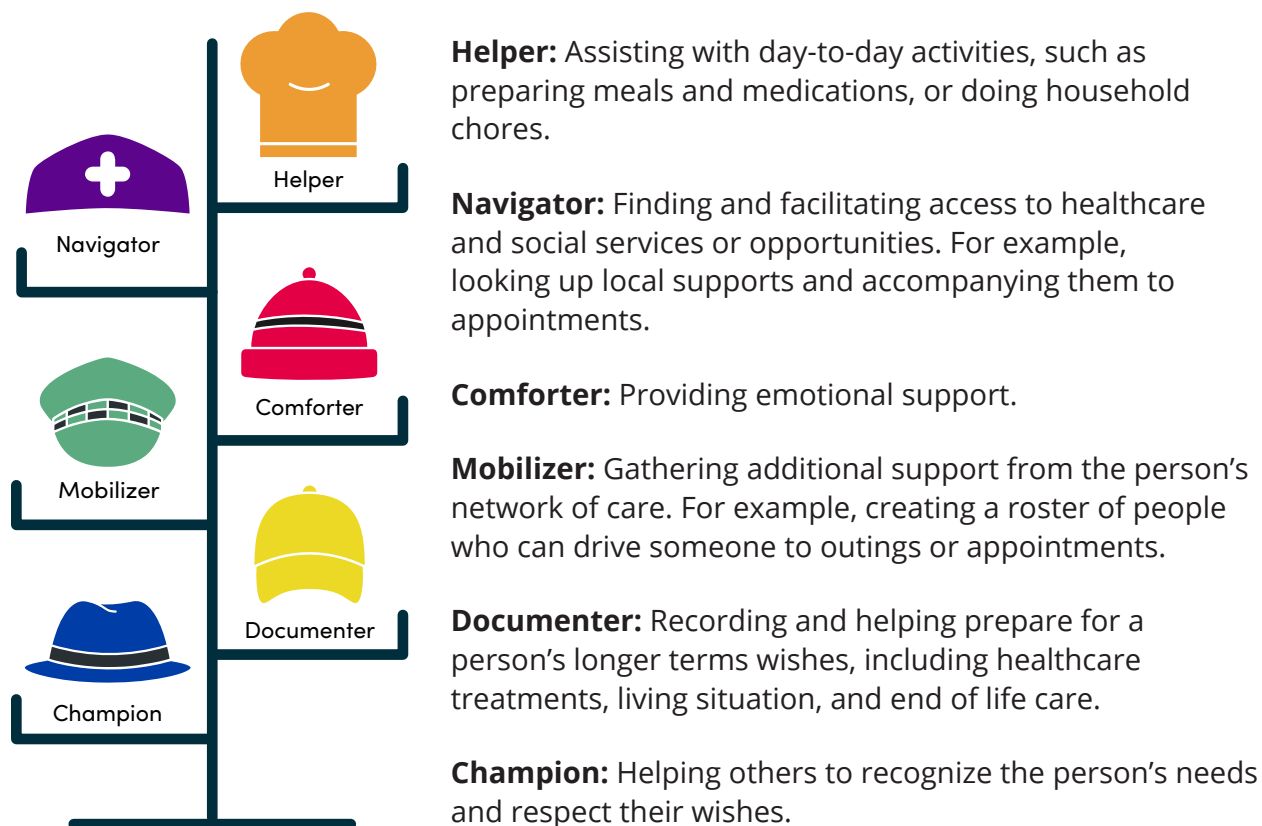 Helper
Navigator
Comforter
Mobilizer
Documenter
Champion
Helper: Assisting with day-to-day activities, such as
preparing meals and medications, or doing household
chores.
Navigator: Finding and facilitating access to healthcare
and social services or opportunities. For example,
looking up local supports and accompanying them to
appointments.
Comforter: Providing emotional support.
Mobilizer: Gathering additional support from the person’s
network of care. For example, creating a roster of people
who can drive someone to outings or appointments.
Documenter: Recording and helping prepare for a
person’s longer terms wishes, including healthcare
treatments, living situation, and end of life care.
Champion: Helping others to recognize the person’s needs
and respect their wishes.